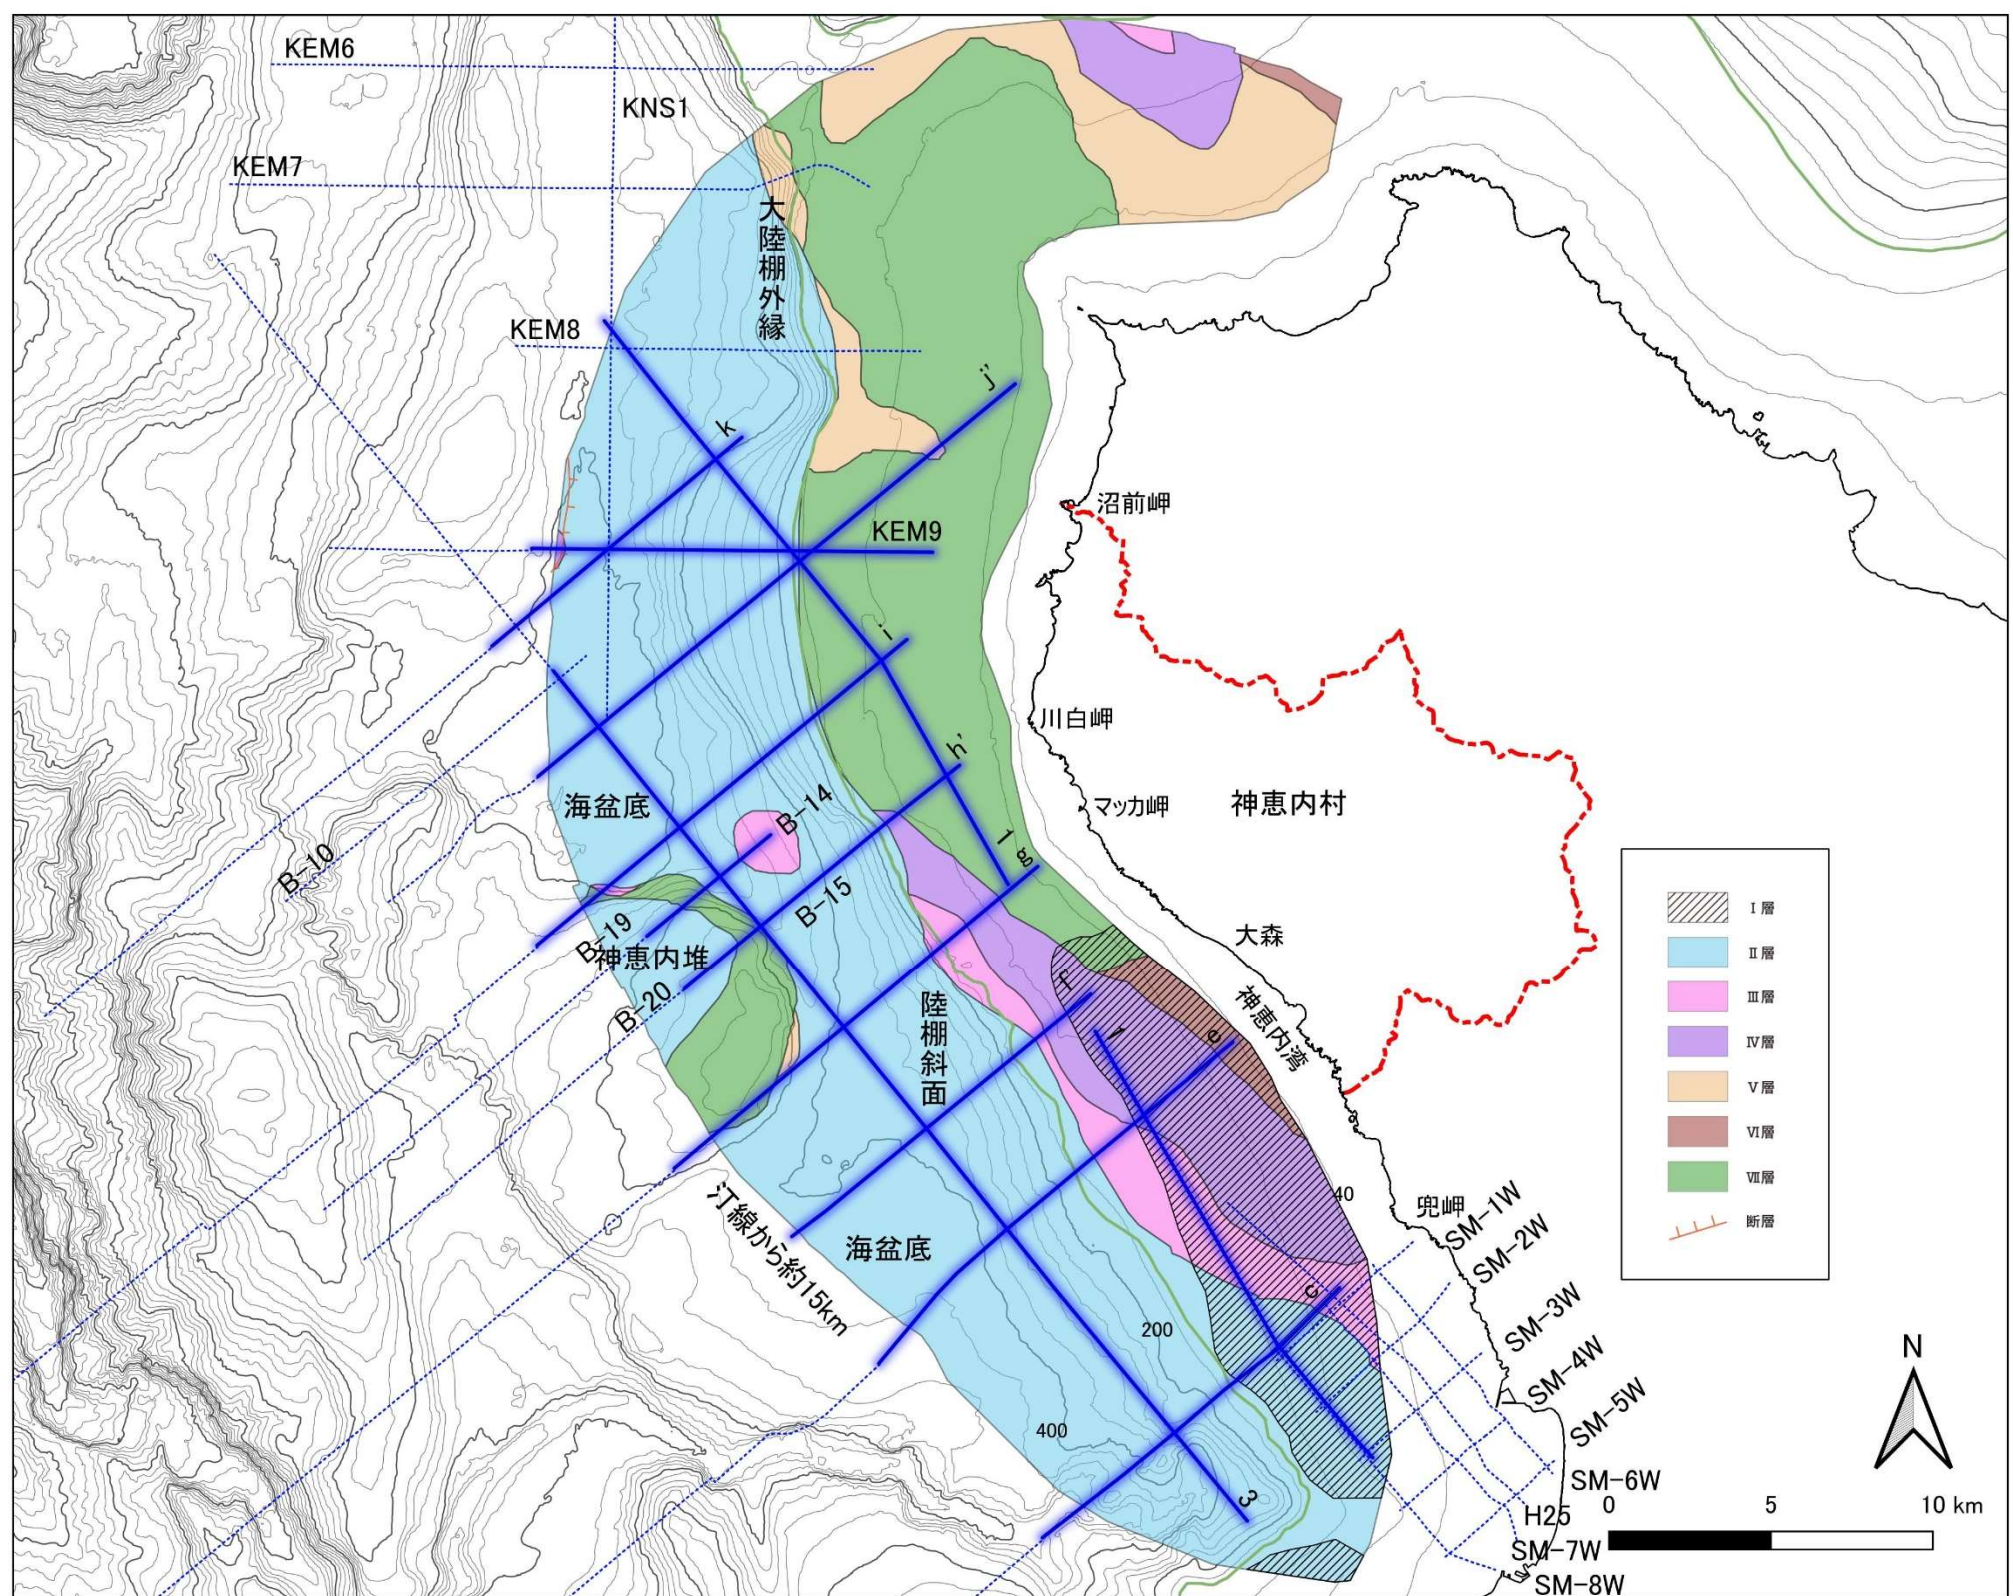 KEM6
KNS1
KEM7
大陸棚外縁
KEM8
j'
k
沼前岬
KEM9
i
川白岬
h'
海盆底
B-14
マッカ岬
神恵内村
1
g
B-10
B-15
B-19
神恵内堆
大森
I層
II層
III層
IV層
V層
VI層
VII層
断層
B-20
f
陸棚斜面
1
e
神恵内湾
40
兜岬
汀線から約15km
海盆底
c
SM-1W
SM-2W
SM-3W
SM-4W
SM-5W
SM-6W
200
400
3
N
H25
SM-7W
SM-8W
0 5 10 km